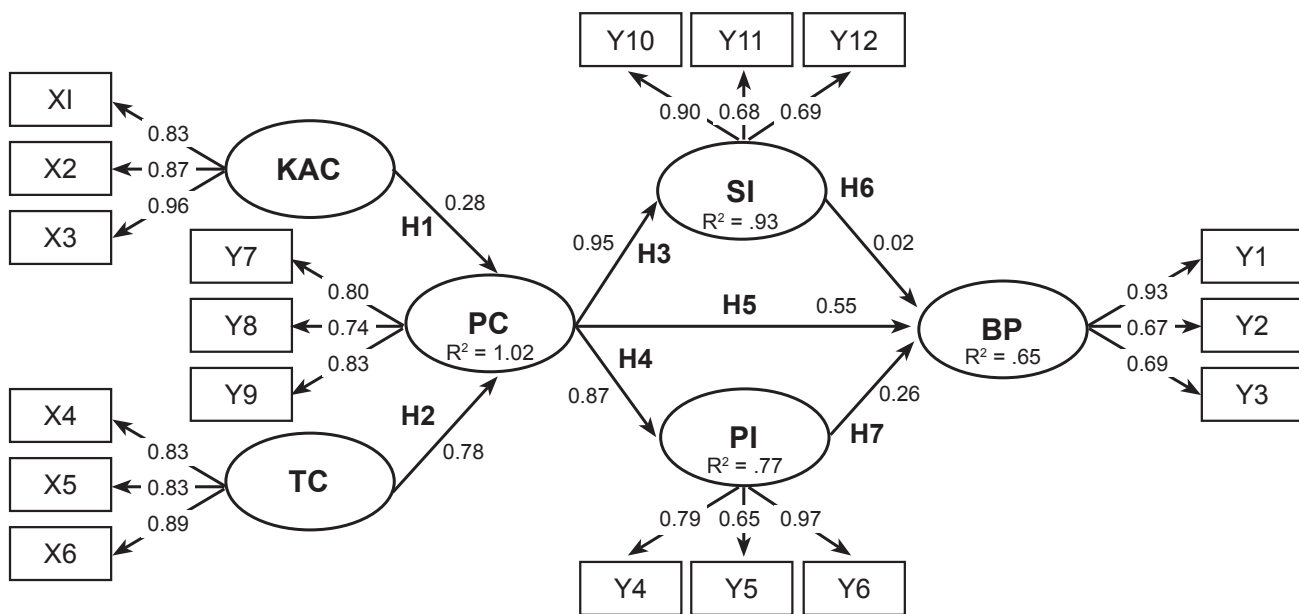 Y10
Y11
Y12
XI
0.83
X2
0.87
X3
0.96
KAC
0.90
0.68
0.69
SI
R² = .93
H6
0.28
H1
0.95
H3
0.02
Y7
0.80
Y8
0.74
Y9
0.83
PC
R² = 1.02
H5
0.55
BP
R² = .65
0.93
Y1
0.67
Y2
0.69
Y3
H4
0.87
H2
0.78
X4
0.83
X5
0.83
X6
0.89
TC
PI
R² = .77
0.26
H7
0.79
0.65
0.97
Y4
Y5
Y6